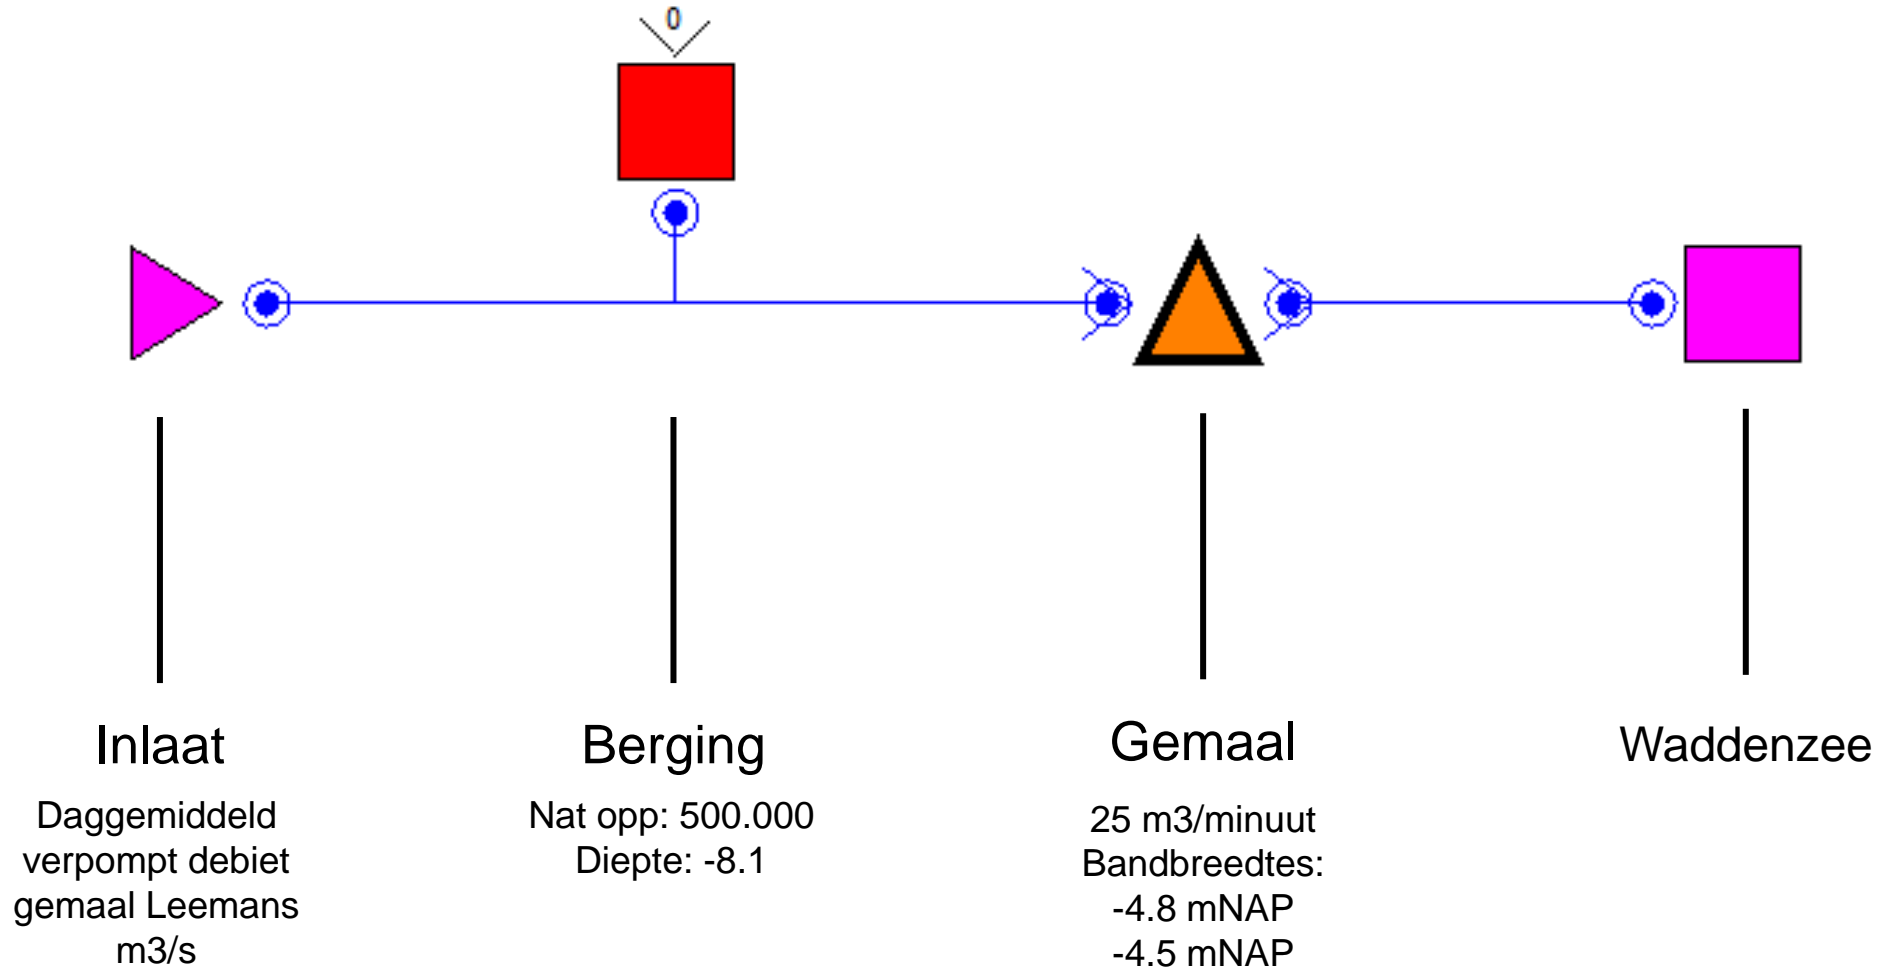 0
Inlaat
Daggemiddeld
verpompt debiet
gemaal Leemans
m3/s
Berging
Nat opp: 500.000
Diepte: -8.1
Gemaal
25 m3/minuut
Bandbreedtes:
-4.8 mNAP
-4.5 mNAP
Waddenzee